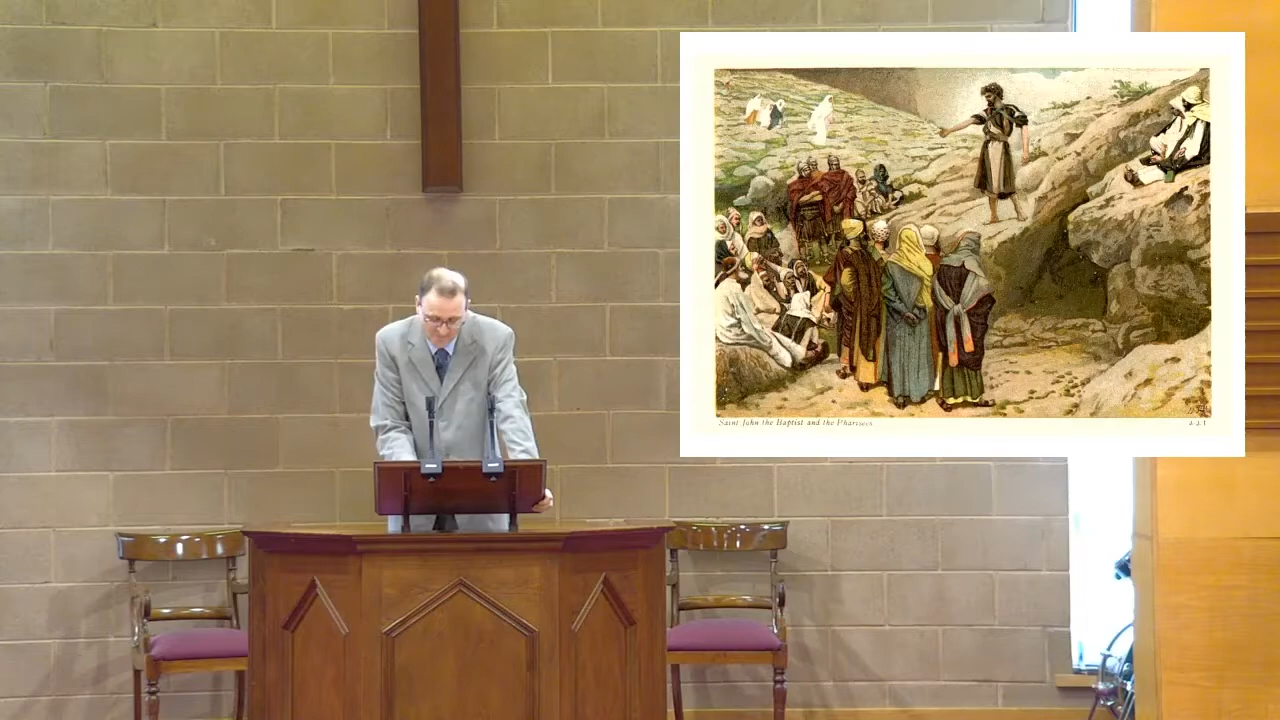 Saint John the Baptist and the Pharisees.
J-J.T